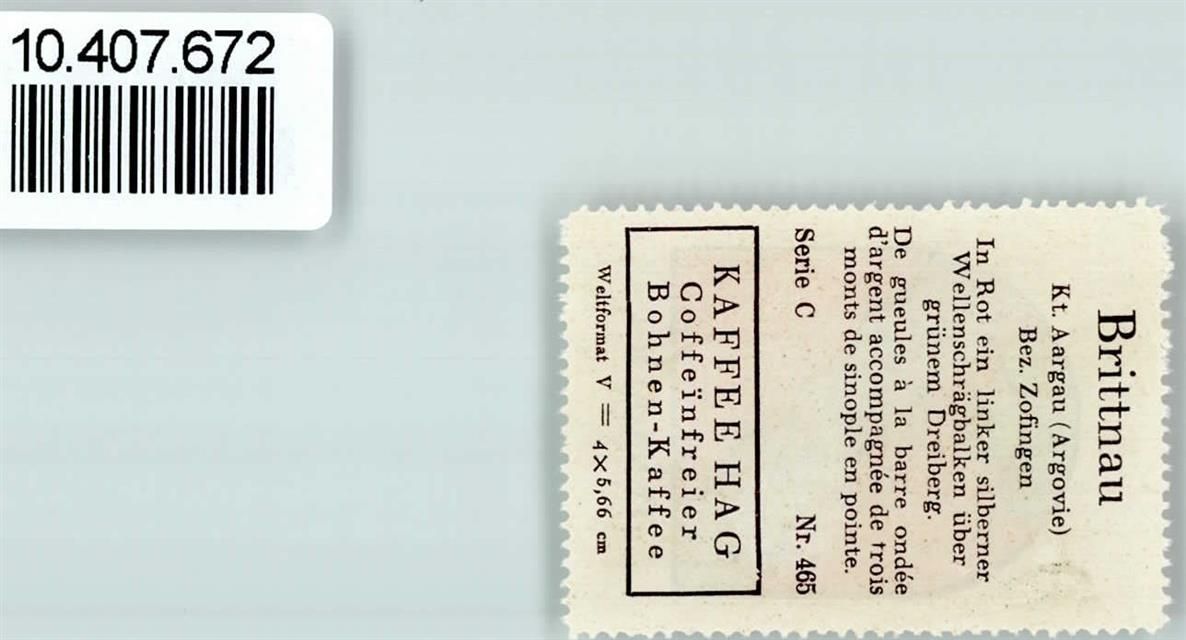 10.407.672
Brittnau
Kt. Aargau (Argovie)
Bez. Zofingen
In Rot ein linker silberner
Wellenschrägbalken über
grünem Dreiberg.
De gueules à la barre ondée
d'argent accompagnée de trois
monts de sinople en pointe.
Serie C Nr. 465
KAFFEE HAG
Coffeïnfreier
Bohnen-Kaffee
Weltformat V = 4×5,66 cm